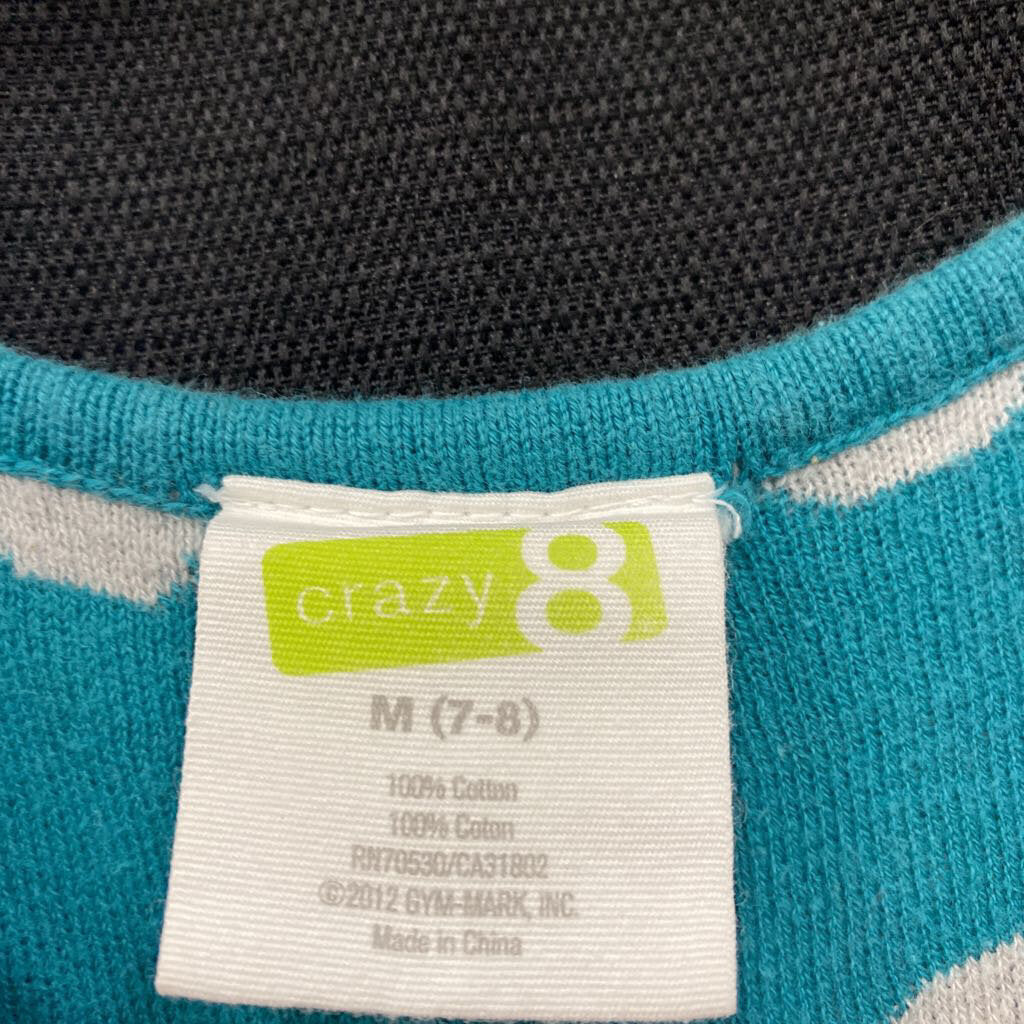 crazy 8
M (7-8)
100% Cotton
100% Coton
RN70530/CA31802
©2012 GYM-MARK, INC.
Made in China